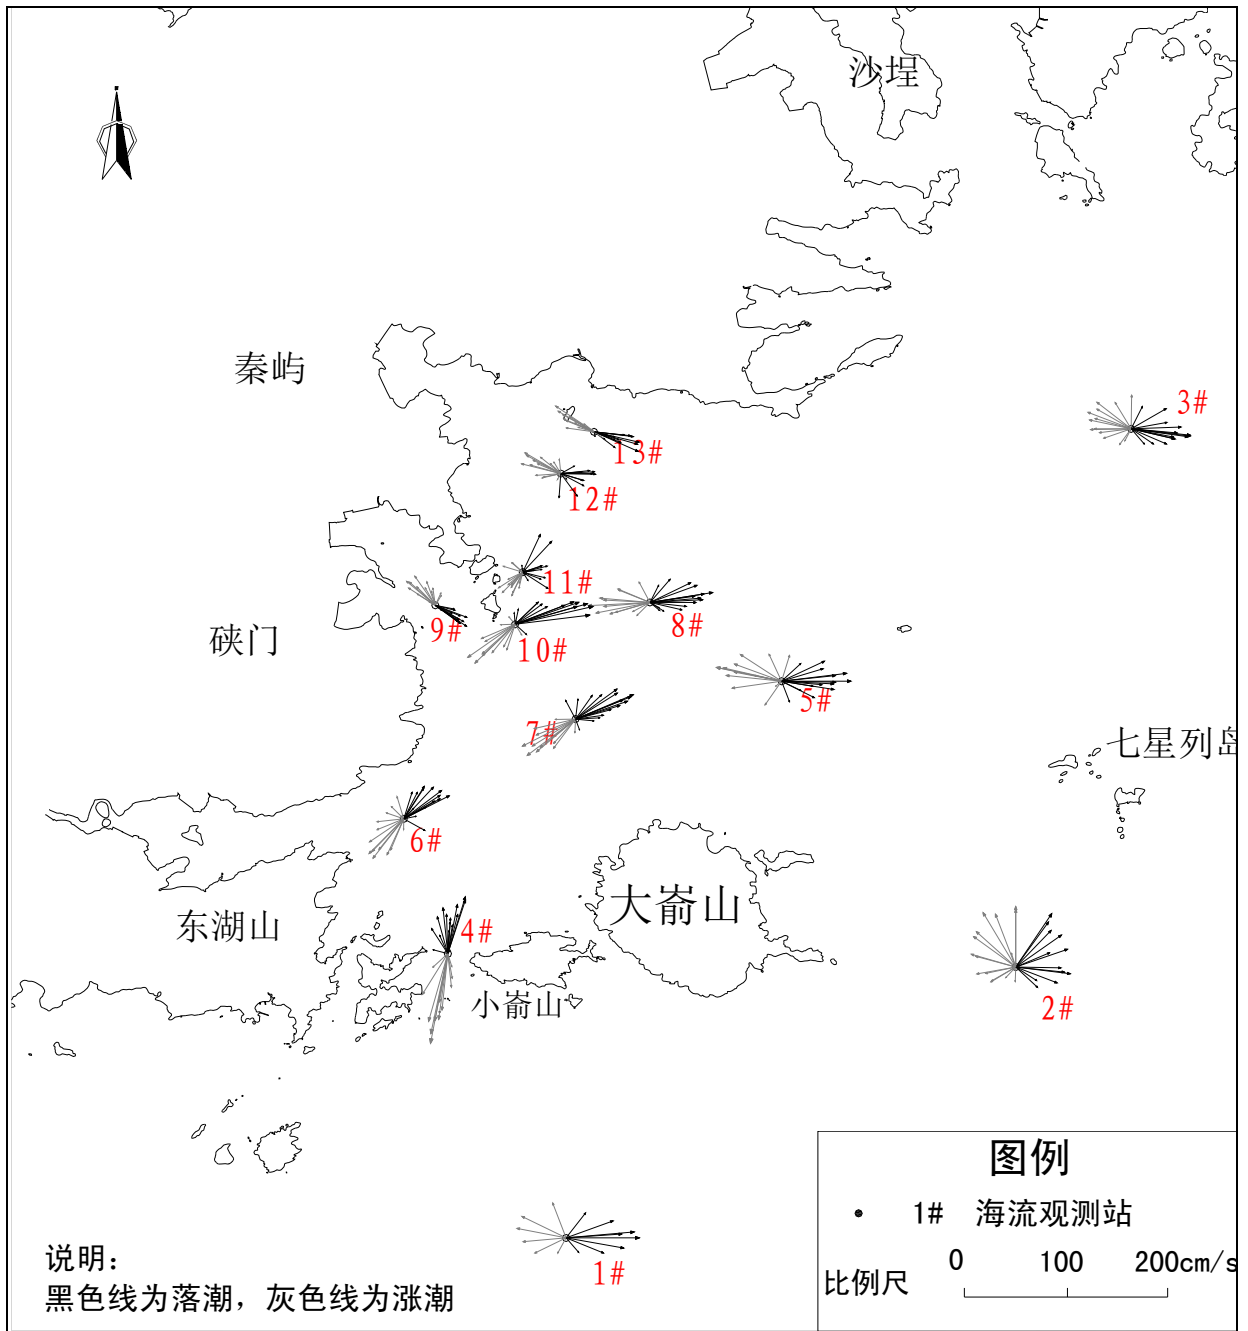 沙埕
秦屿
3#
13#
12#
11#
9#
10#
8#
硖门
5#
7#
七星列岛
6#
大嵛山
东湖山
4#
小嵛山
2#
图例
1# 海流观测站
比例尺 0 100 200cm/s
1#
说明：
黑色线为落潮，灰色线为涨潮